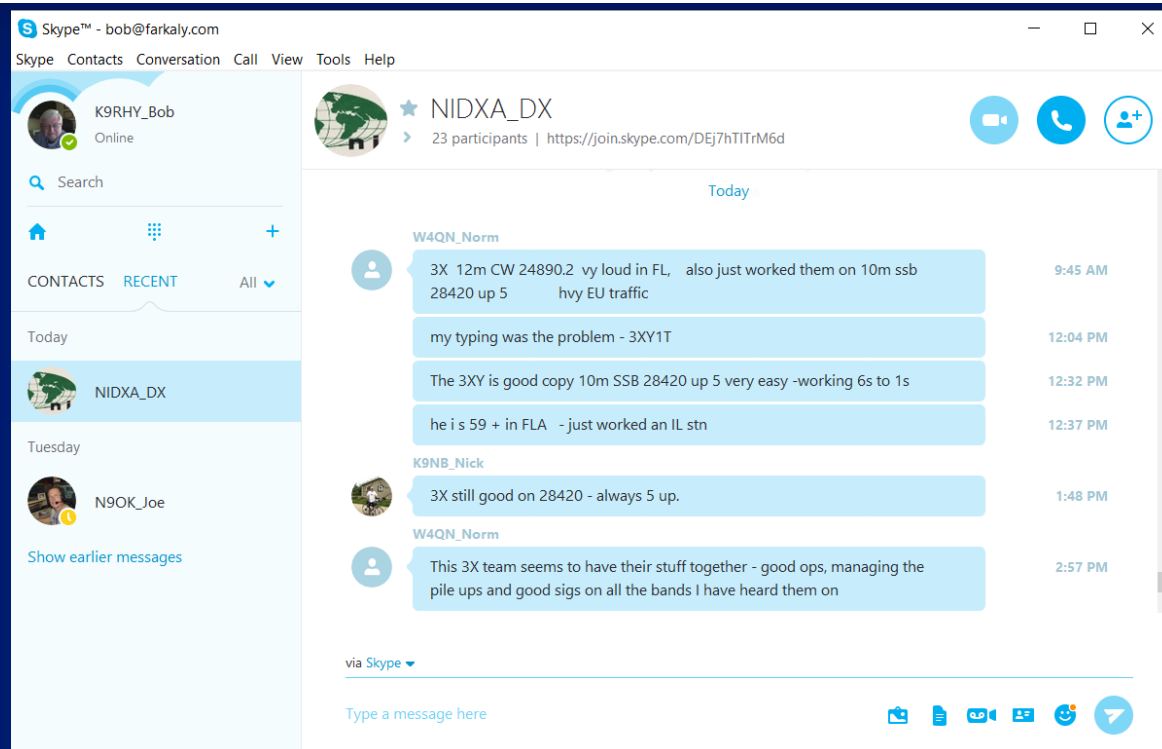 Skype™ - bob@farkaly.com
Skype Contacts Conversation Call View Tools Help
K9RHY_Bob
Online
Search
CONTACTS RECENT All
Today
NIDXA_DX
Tuesday
N9OK_Joe
Show earlier messages
NIDXA_DX
23 participants | https://join.skype.com/DEj7hTITrM6d
Today
W4QN_Norm
3X 12m CW 24890.2 vy loud in FL, also just worked them on 10m ssb 9:45 AM
28420 up 5 hvy EU traffic
my typing was the problem - 3XY1T 12:04 PM
The 3XY is good copy 10m SSB 28420 up 5 very easy -working 6s to 1s 12:32 PM
he i s 59 + in FLA - just worked an IL stn 12:37 PM
K9NB_Nick
3X still good on 28420 - always 5 up. 1:48 PM
W4QN_Norm
This 3X team seems to have their stuff together - good ops, managing the 2:57 PM
pile ups and good sigs on all the bands I have heard them on
via Skype
Type a message here